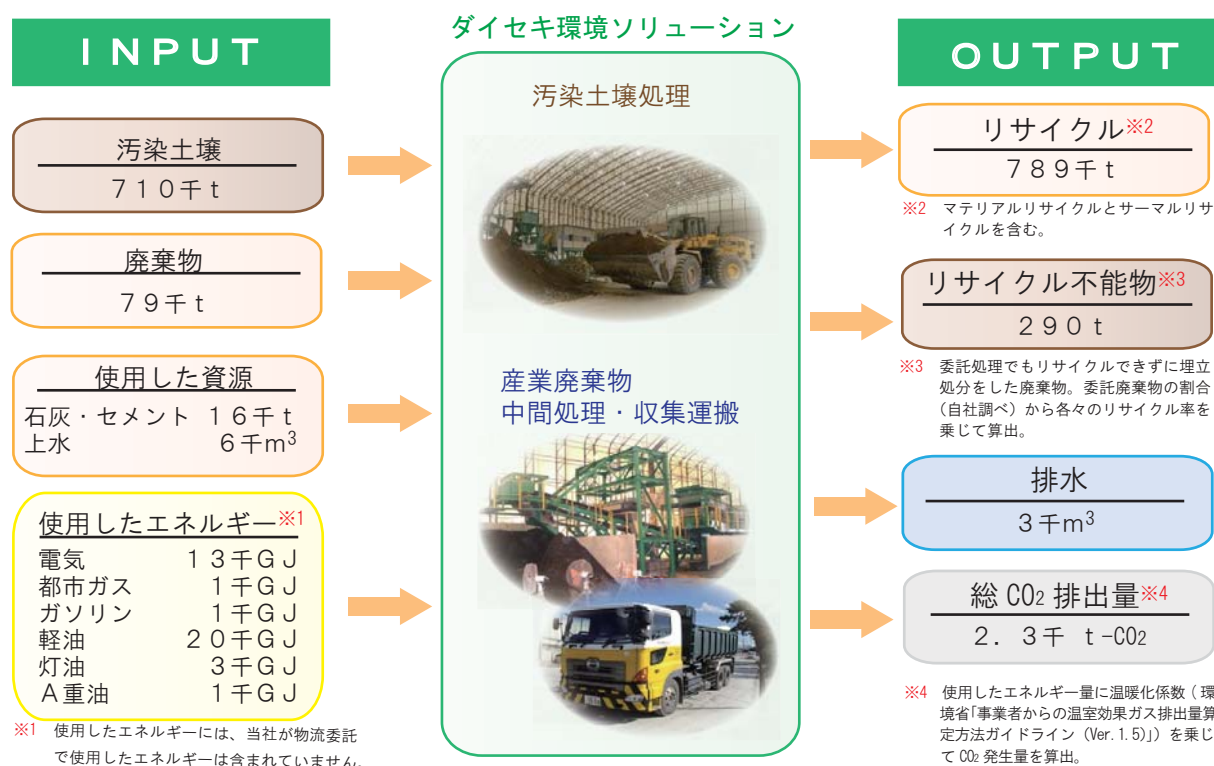 INPUT
汚染土壌
710千t
廃棄物
79千t
使用した資源
石灰・セメント 16千t
上水 6千m³
使用したエネルギー※1
電気 13千GJ
都市ガス 1千GJ
ガソリン 1千GJ
軽油 20千GJ
灯油 3千GJ
A重油 1千GJ
※1 使用したエネルギーには、当社が物流委託
で使用したエネルギーは含まれていません。
ダイセキ環境ソリューション
汚染土壌処理
産業廃棄物
中間処理・収集運搬
OUTPUT
リサイクル※2
789千t
※2 マテリアルリサイクルとサーマルリサ
イクルを含む。
リサイクル不能物※3
290t
※3 委託処理でもリサイクルできずに埋立
処分をした廃棄物。委託廃棄物の割合
(自社調べ)から各々のリサイクル率を
乗じて算出。
排水
3千m³
総CO₂排出量※4
2.3千 t-CO₂
※4 使用したエネルギー量に温暖化係数(環
境省「事業者からの温室効果ガス排出量算
定方法ガイドライン(Ver.1.5)」)を乗じ
てCO₂発生量を算出。